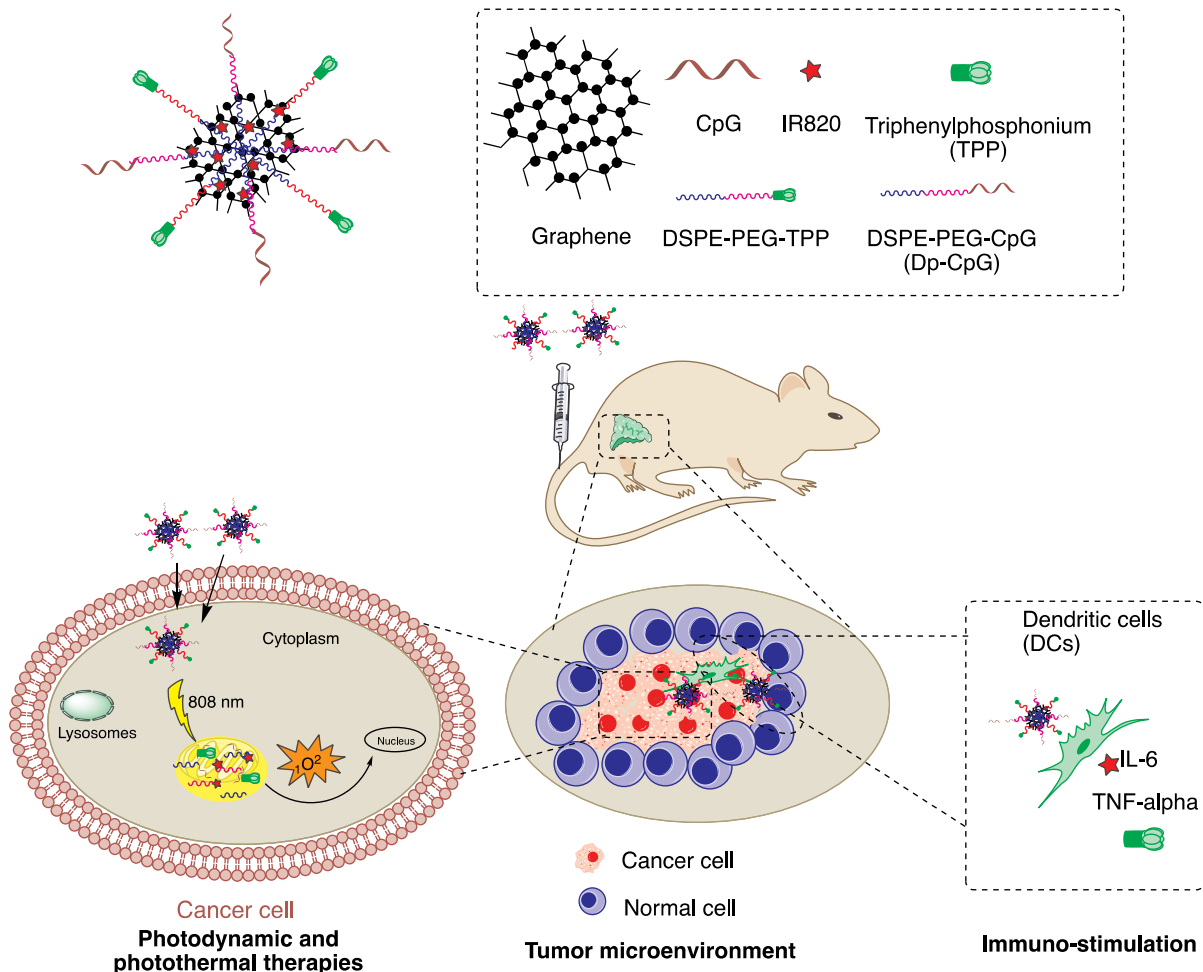 CpG
IR820
Triphenylphosphonium
(TPP)
Graphene
DSPE-PEG-TPP
DSPE-PEG-CpG
(Dp-CpG)
Cytoplasm
808 nm
Lysosomes
Nucleus
1O2
Dendritic cells
(DCs)
IL-6
TNF-alpha
Cancer cell
Normal cell
Cancer cell
Photodynamic and
photothermal therapies
Tumor microenvironment
Immuno-stimulation